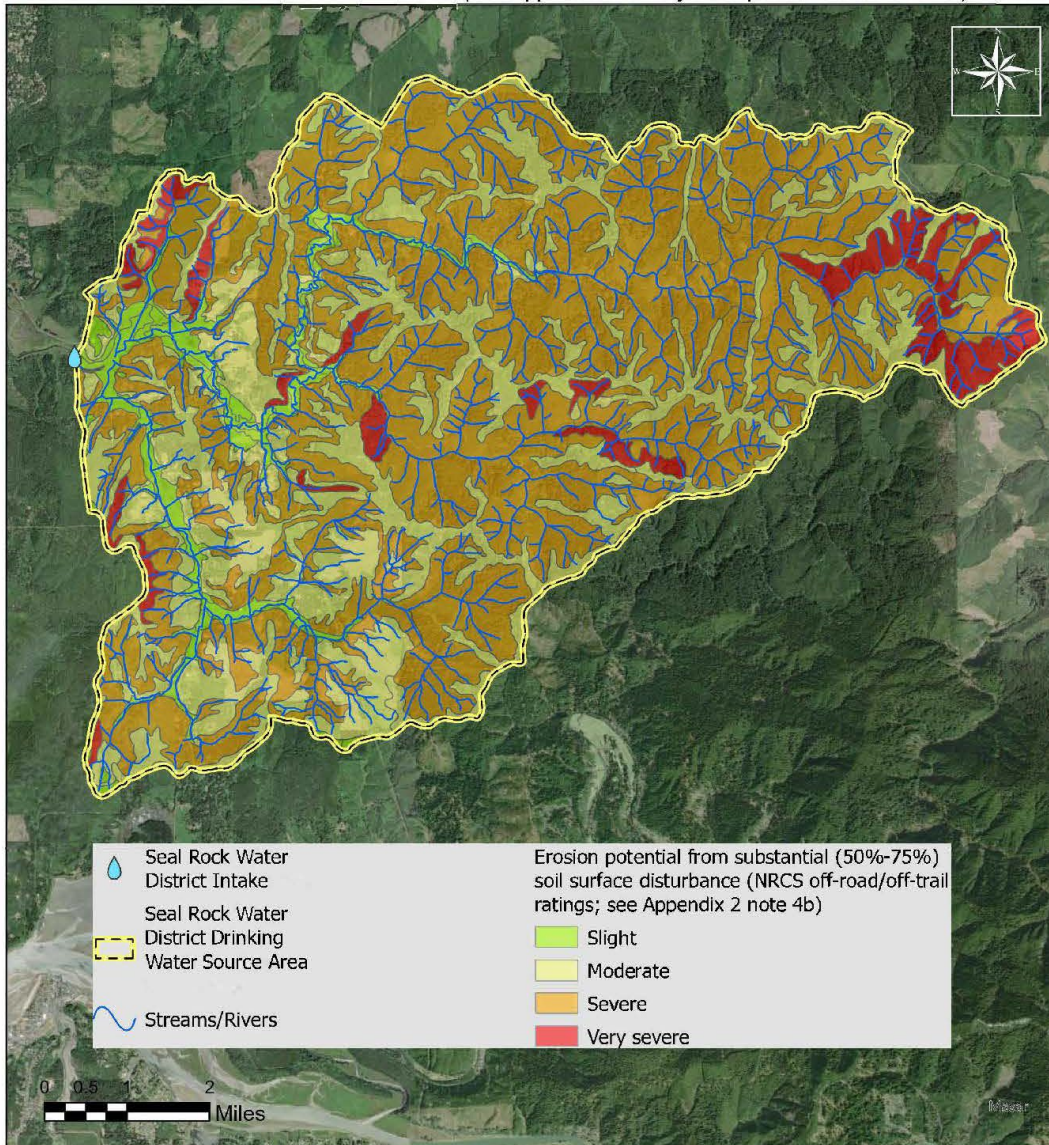 N
W E
S
Seal Rock Water
District Intake
Seal Rock Water
District Drinking
Water Source Area
Streams/Rivers
Erosion potential from substantial (50%-75%)
soil surface disturbance (NRCS off-road/off-trail
ratings; see Appendix 2 note 4b)
Slight
Moderate
Severe
Very severe
0 0.5 1 2
Miles
Maxar